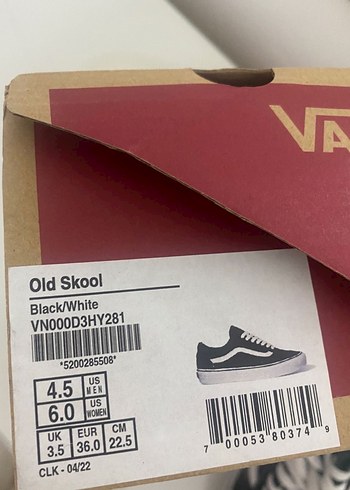 VA
Old Skool
Black/White
VN000D3HY281
*5200285508*
4.5 US MEN
6.0 US WOMEN
UK EUR CM
3.5 36.0 22.5
CLK - 04/22
7 00053 80374 9